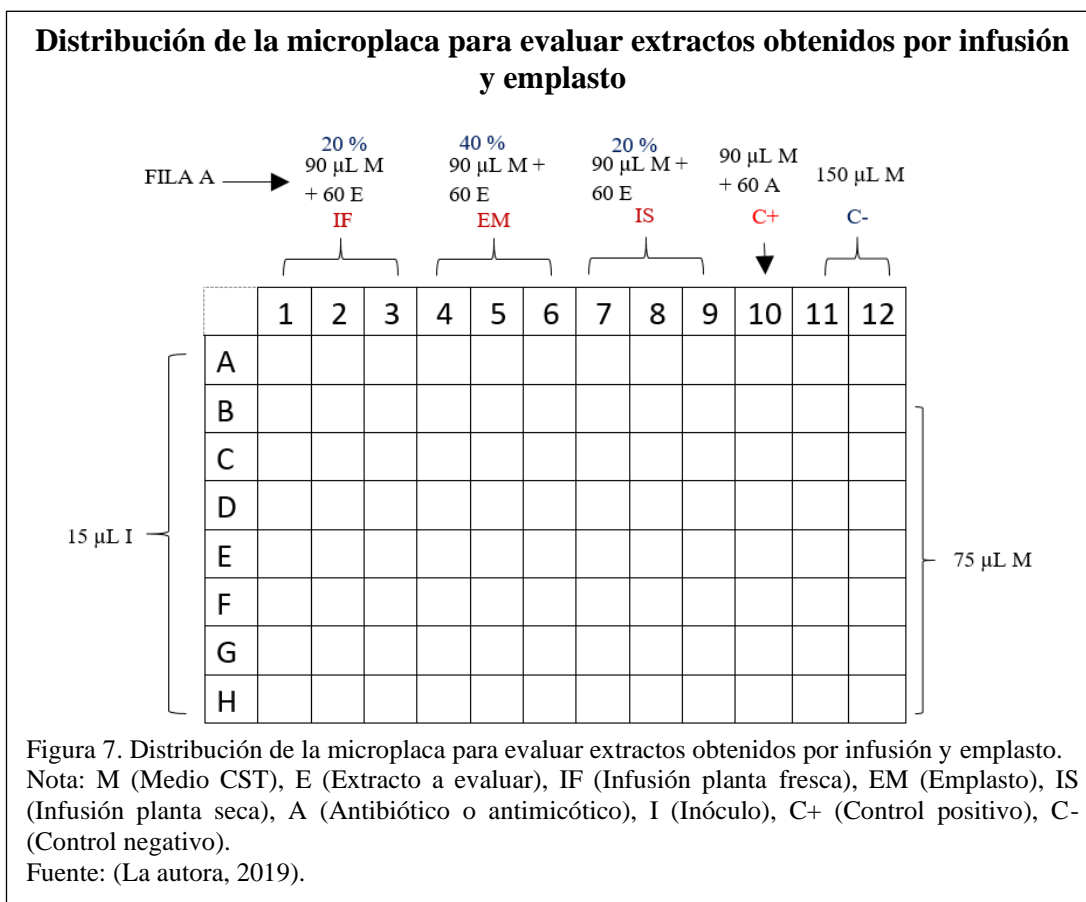 Distribución de la microplaca para evaluar extractos obtenidos por infusión
y emplasto
FILA A
20 %
90 µL M
+ 60 E
IF
40 %
90 µL M +
60 E
EM
20 %
90 µL M +
60 E
IS
90 µL M
+ 60 A
C+
150 µL M
C-
1 2 3 4 5 6 7 8 9 10 11 12
A
B
C
D
E
F
G
H
15 µL I
75 µL M
Figura 7. Distribución de la microplaca para evaluar extractos obtenidos por infusión y emplasto.
Nota: M (Medio CST), E (Extracto a evaluar), IF (Infusión planta fresca), EM (Emplasto), IS
(Infusión planta seca), A (Antibiótico o antimicótico), I (Inóculo), C+ (Control positivo), C-
(Control negativo).
Fuente: (La autora, 2019).